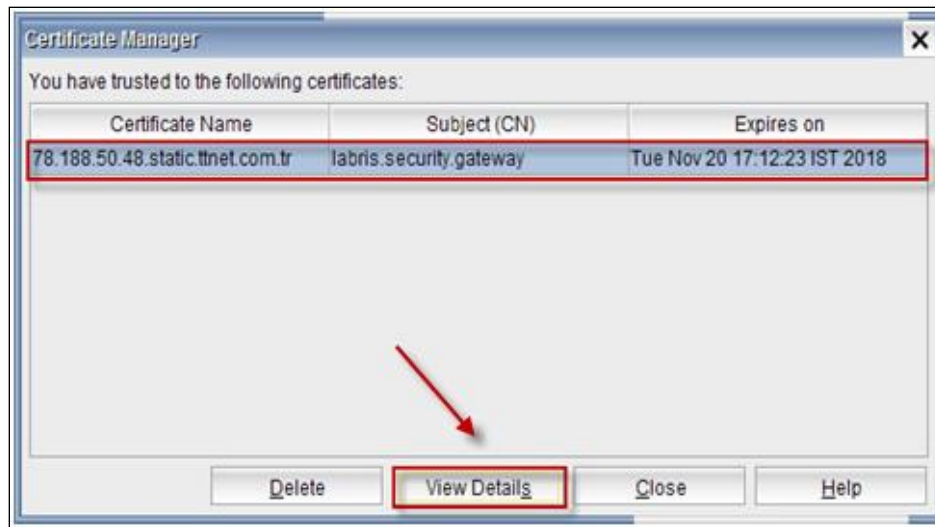 Certificate Manager
You have trusted to the following certificates:
Certificate Name Subject (CN) Expires on
78.188.50.48.static.ttnet.com.tr labris.security.gateway Tue Nov 20 17:12:23 IST 2018
Delete View Details Close Help